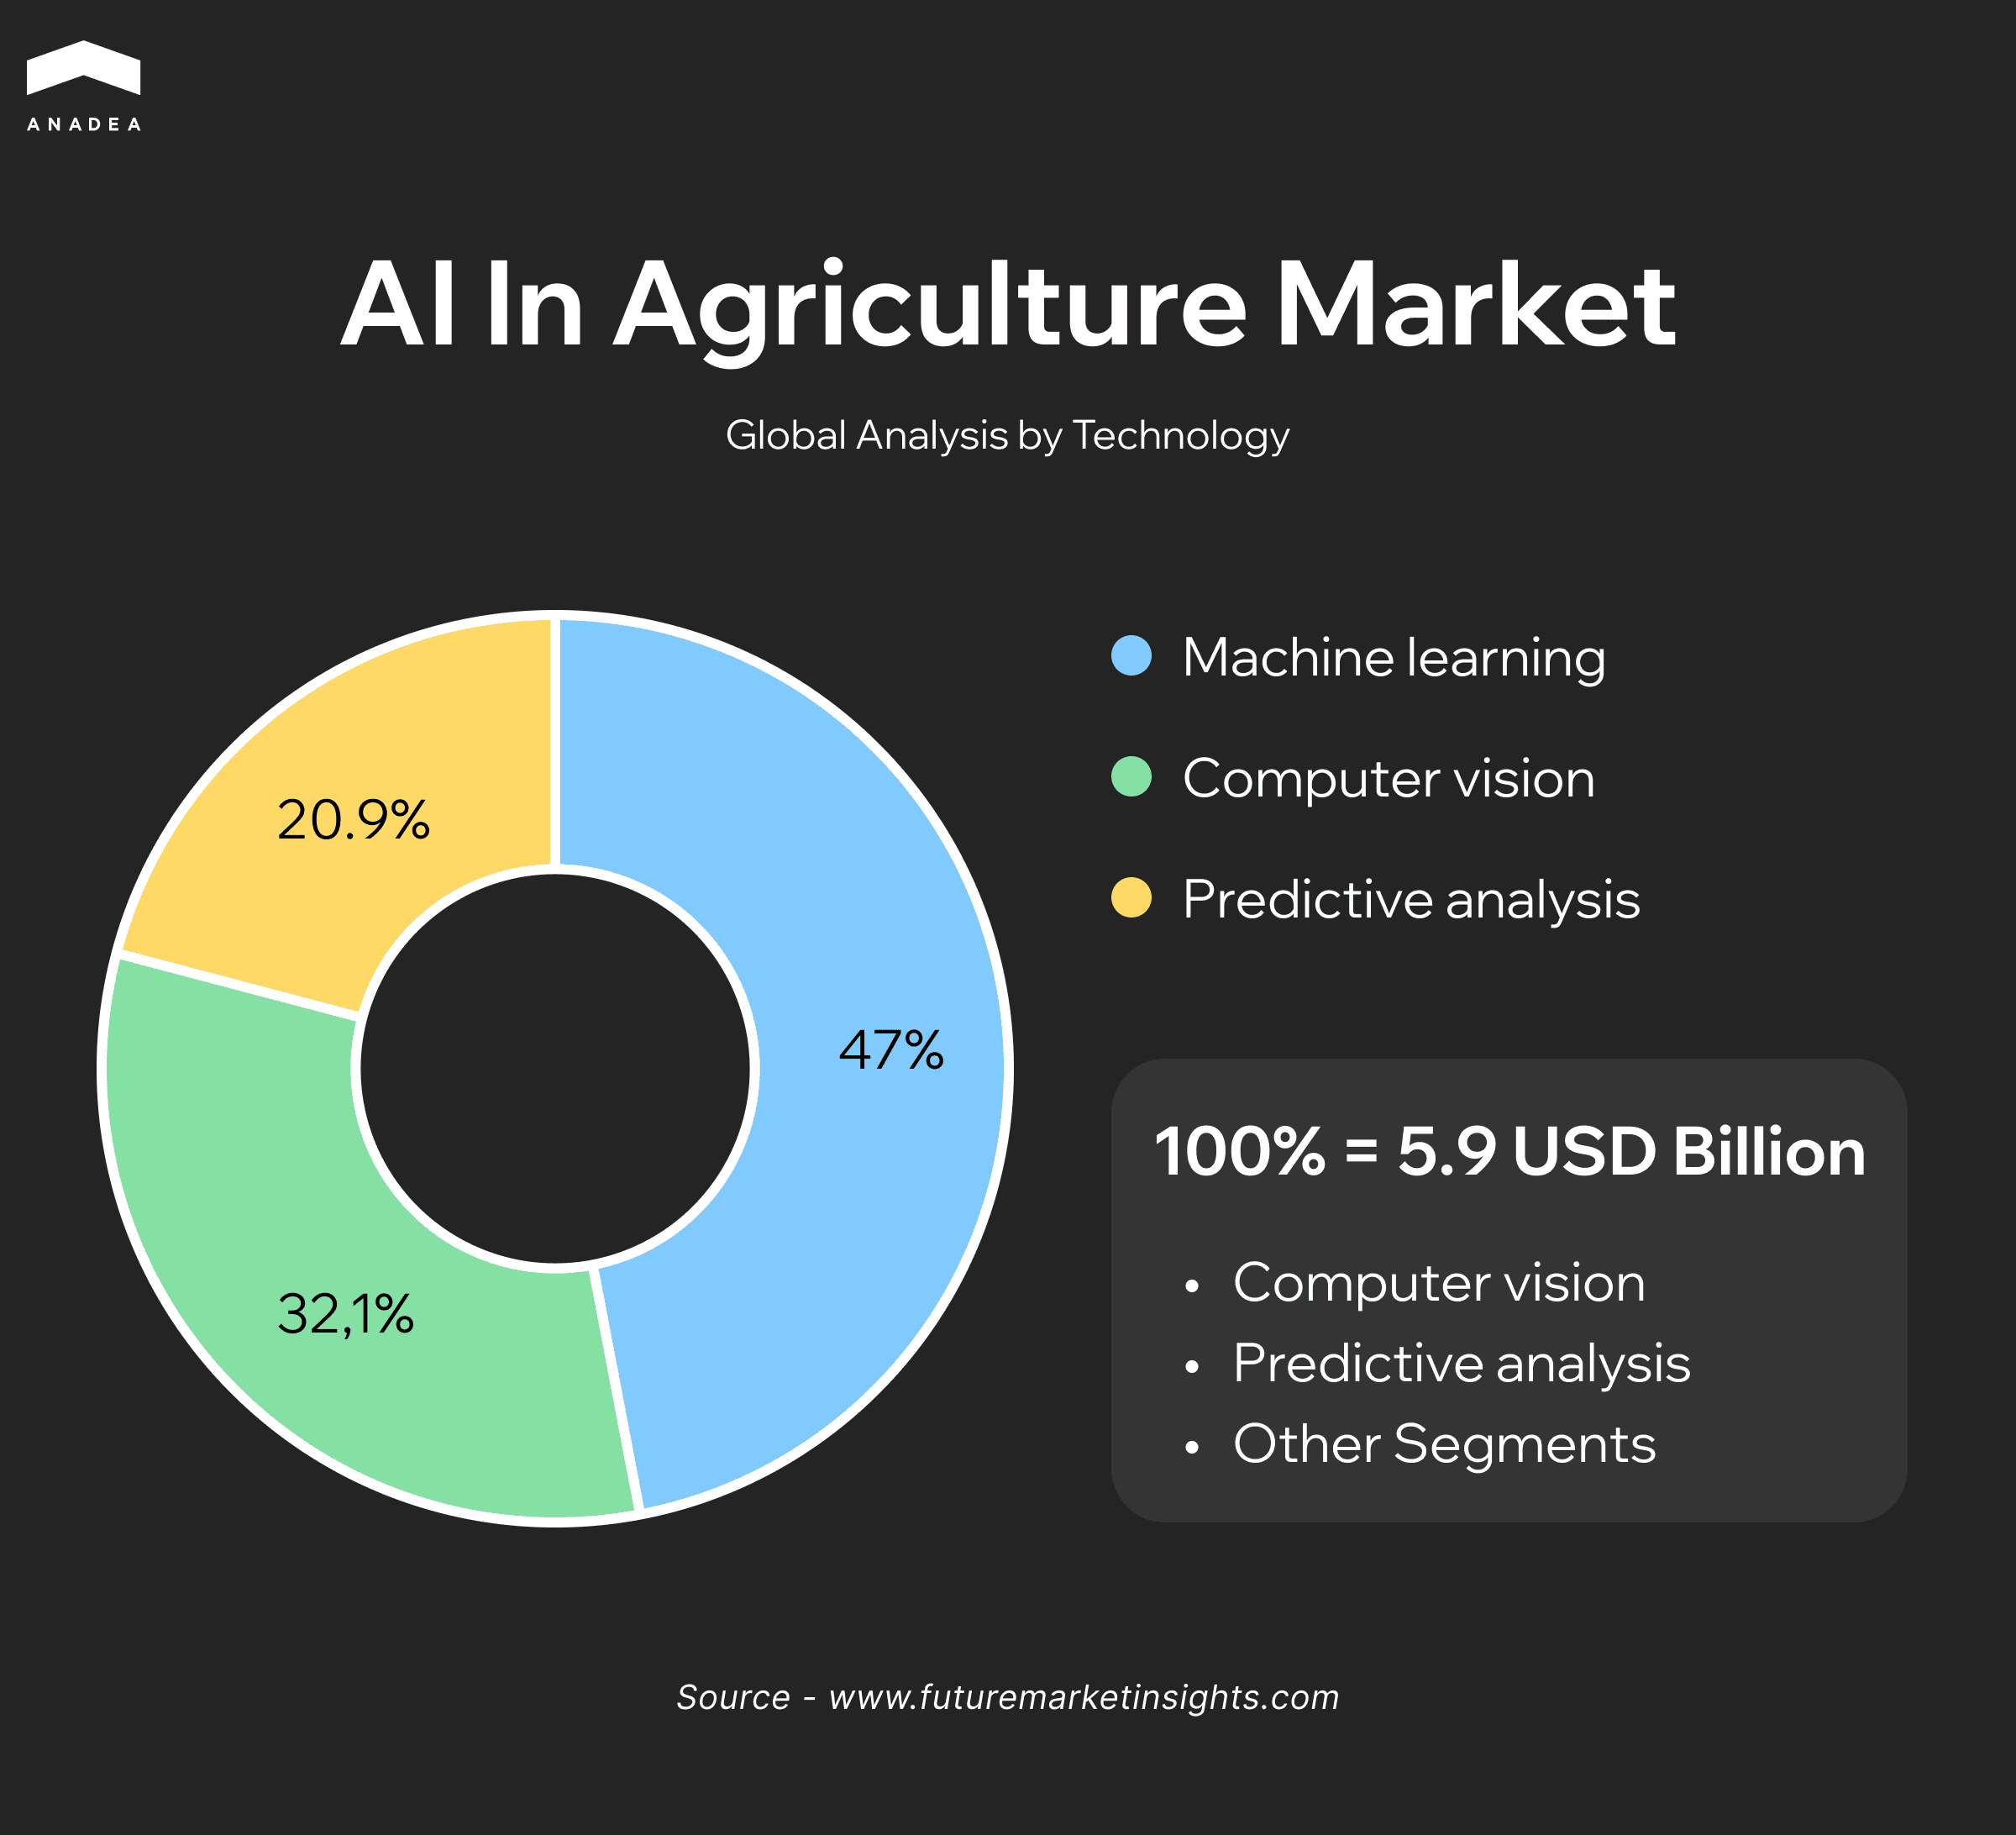 ANADEA
AI In Agriculture Market
Global Analysis by Technology
20.9%
47%
32,1%
Machine learning
Computer vision
Predictive analysis
100% = 5.9 USD Billion
• Computer vision
• Predictive analysis
• Other Segments
Source - www.futuremarketinsights.com